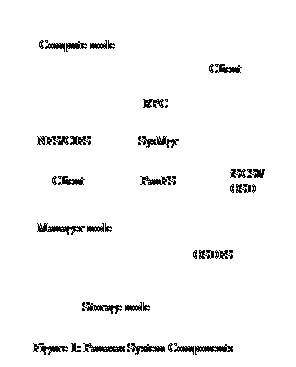 Compute node
Client
RPC
NFS/CIFS SysMgr
Client PanFS
iSCSI/
OSD
Manager node
OSDFS
Storage node
Figure 1: Panasas System Components